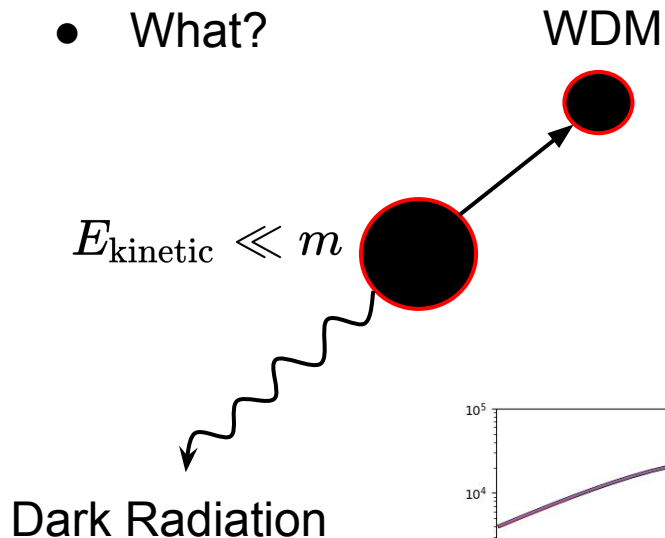 • What?
WDM
E_kinetic ≪ m
10^5
10^4
Dark Radiation